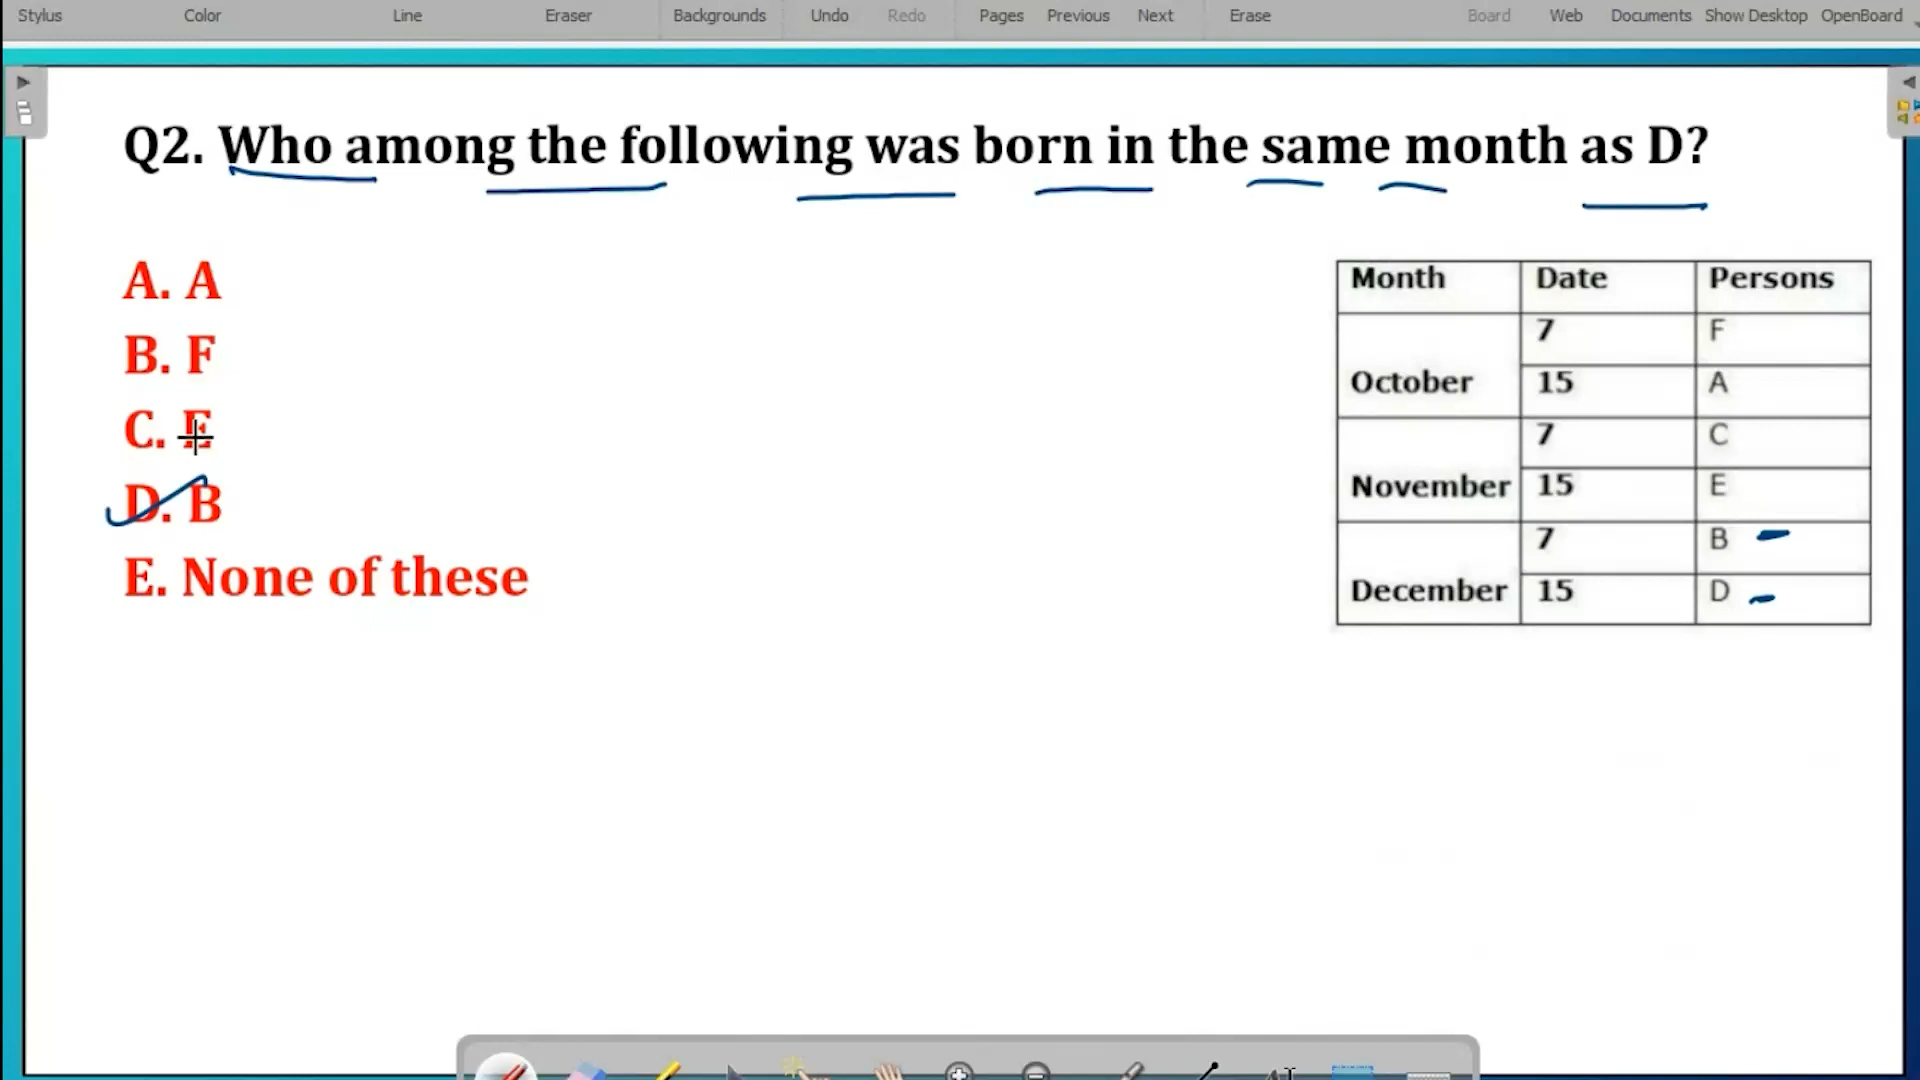 Stylus Color Line Eraser Backgrounds Undo Redo Pages Previous Next Erase Board Web Documents Show Desktop OpenBoard
Q2. Who among the following was born in the same month as D?
A. A
B. F
C. E
D. B
E. None of these
Month Date Persons
October 7 F
15 A
November 7 C
15 E
December 7 B
15 D